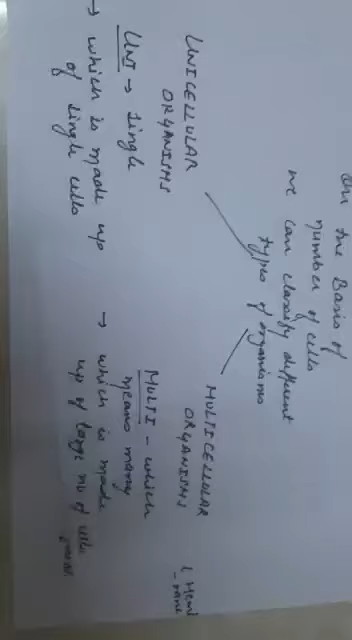 On the Basis of
number of cells
we can classify different
types of organisms
UNICELLULAR
ORGANISMS
UNI → single
→ which is made up
of single cells
MULTICELLULAR
ORGANISMS
MULTI - which
means many
→ which is made
up of large no of cells